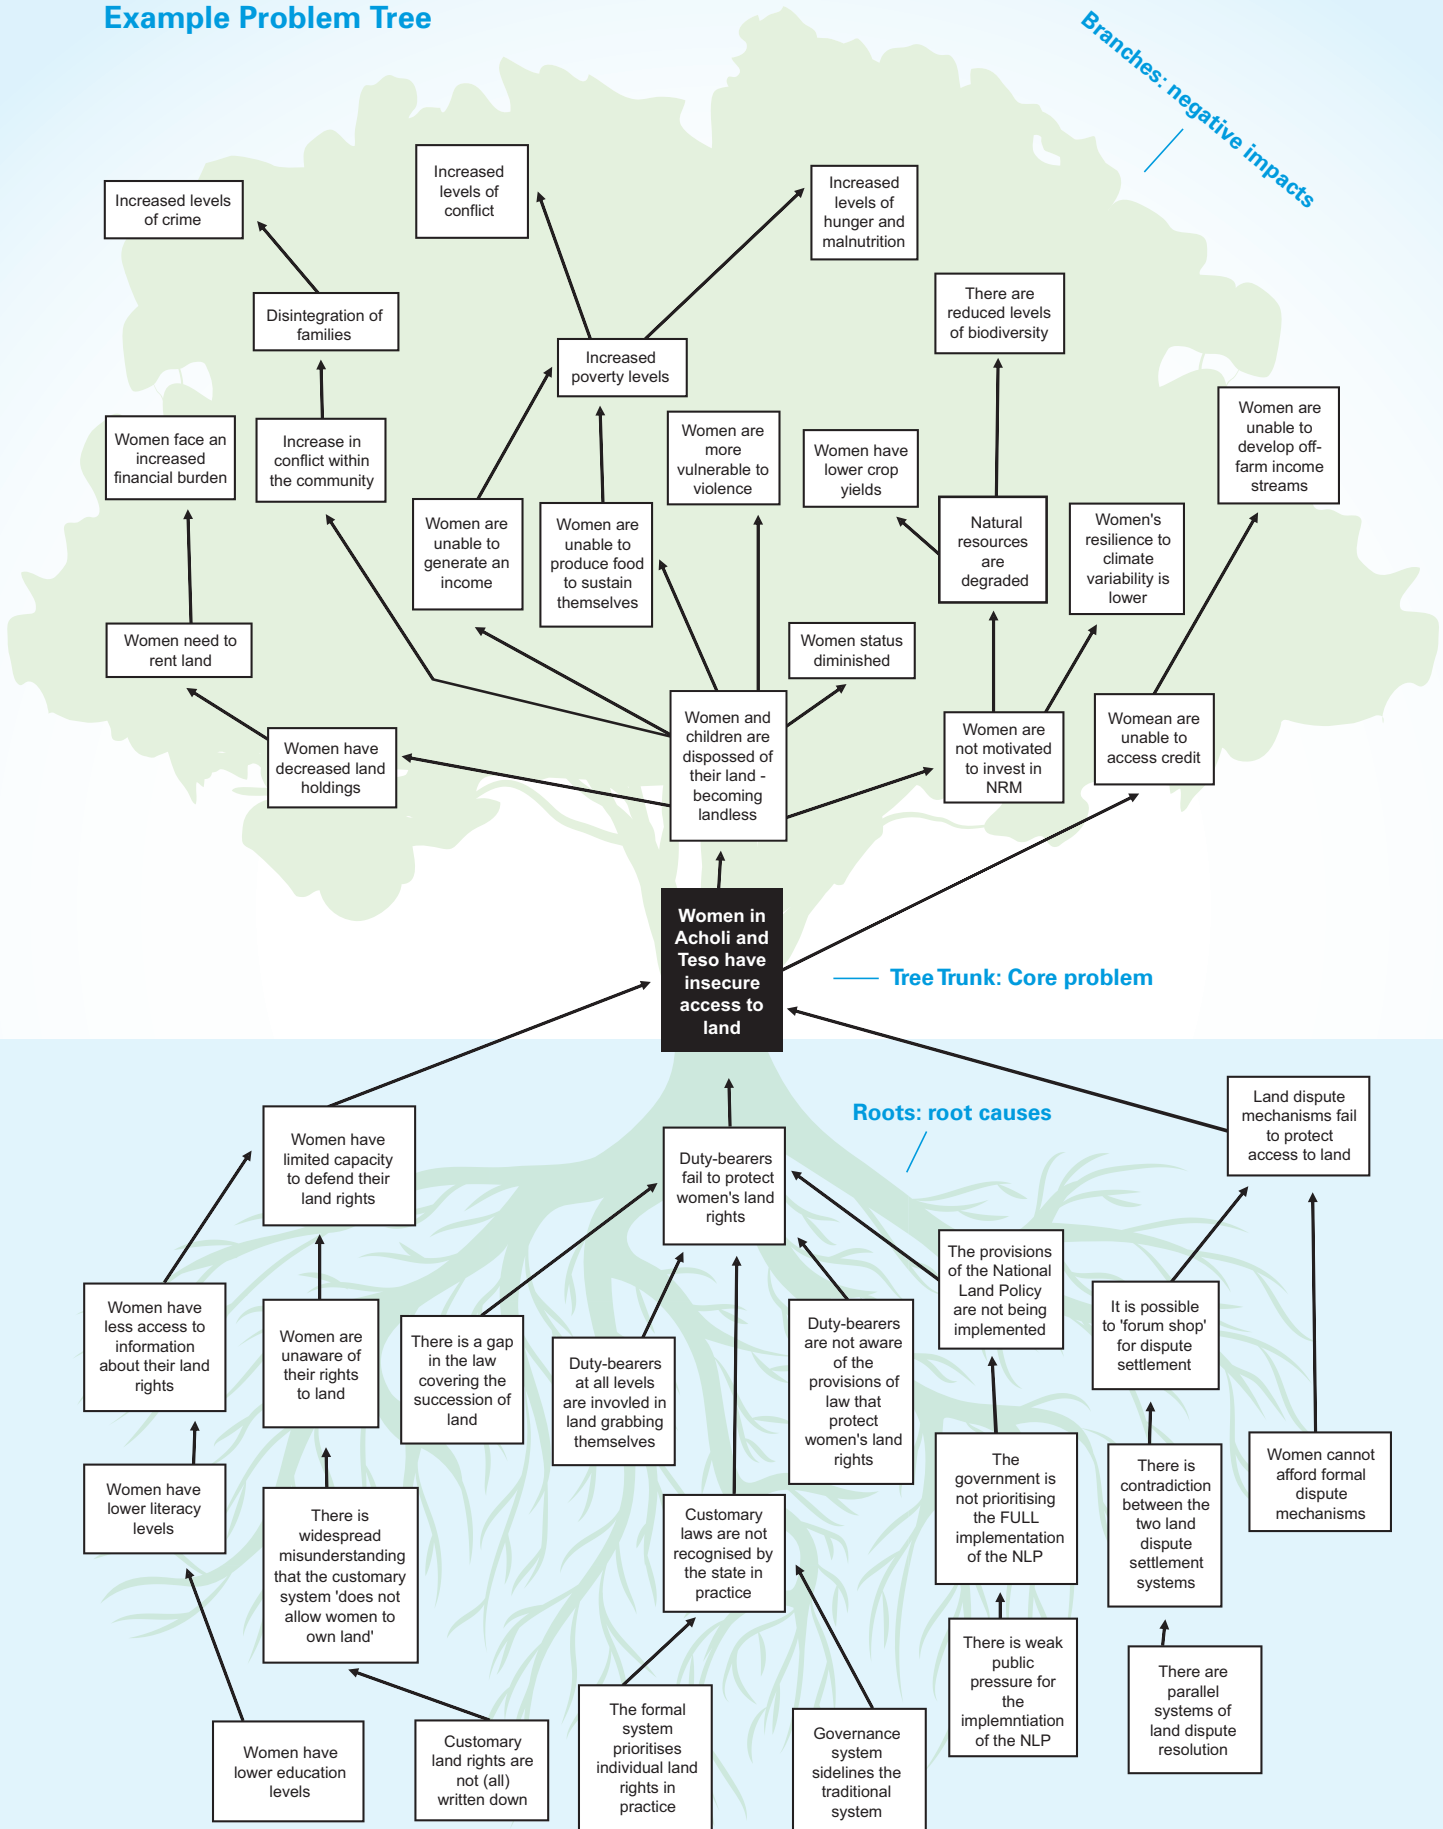 Example Problem Tree
Branches: negative impacts
Increased levels
of crime
Increased
levels of
conflict
Increased
levels of
hunger and
malnutrition
Disintegration of
families
There are
reduced levels
of biodiversity
Increased
poverty levels
Women face an
increased
financial burden
Increase in
conflict within
the community
Women are
more
vulnerable to
violence
Women have
lower crop
yields
Women are
unable to
develop off-
farm income
streams
Women are
unable to
generate an
income
Women are
unable to
produce food
to sustain
themselves
Natural
resources
are
degraded
Women's
resilience to
climate
variability is
lower
Women need to
rent land
Women status
diminished
Women have
decreased land
holdings
Women and
children are
dispossed of
their land -
becoming
landless
Women are
not motivated
to invest in
NRM
Womean are
unable to
access credit
Women in
Acholi and
Teso have
insecure
access to
land
Tree Trunk: Core problem
Roots: root causes
Women have
limited capacity
to defend their
land rights
Duty-bearers
fail to protect
women's land
rights
Land dispute
mechanisms fail
to protect
access to land
Women have
less access to
information
about their land
rights
Women are
unaware of
their rights
to land
There is a gap
in the law
covering the
succession of
land
Duty-bearers
at all levels
are invovled in
land grabbing
themselves
Duty-bearers
are not aware
of the
provisions of
law that
protect
women's land
rights
The provisions
of the National
Land Policy
are not being
implemented
It is possible
to 'forum shop'
for dispute
settlement
Women have
lower literacy
levels
There is
widespread
misunderstanding
that the customary
system 'does not
allow women to
own land'
Customary
laws are not
recognised by
the state in
practice
The
government is
not prioritising
the FULL
implementation
of the NLP
There is
contradiction
between the
two land
dispute
settlement
systems
Women cannot
afford formal
dispute
mechanisms
Women have
lower education
levels
Customary
land rights are
not (all)
written down
The formal
system
prioritises
individual land
rights in
practice
Governance
system
sidelines the
traditional
system
There is weak
public
pressure for
the
implemntiation
of the NLP
There are
parallel
systems of
land dispute
resolution